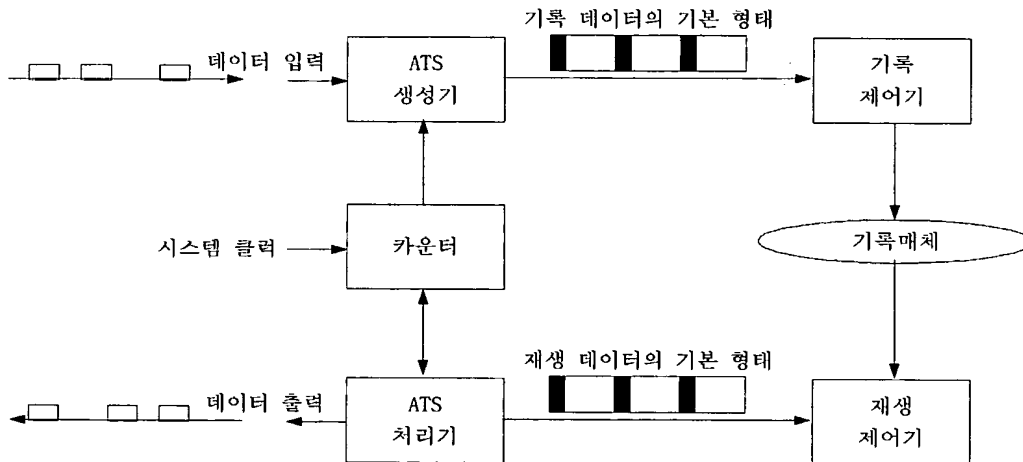 기록 데이터의 기본 형태
데이터 입력
ATS
생성기
기록
제어기
시스템 클럭
카운터
기록매체
재생 데이터의 기본 형태
데이터 출력
ATS
처리기
재생
제어기